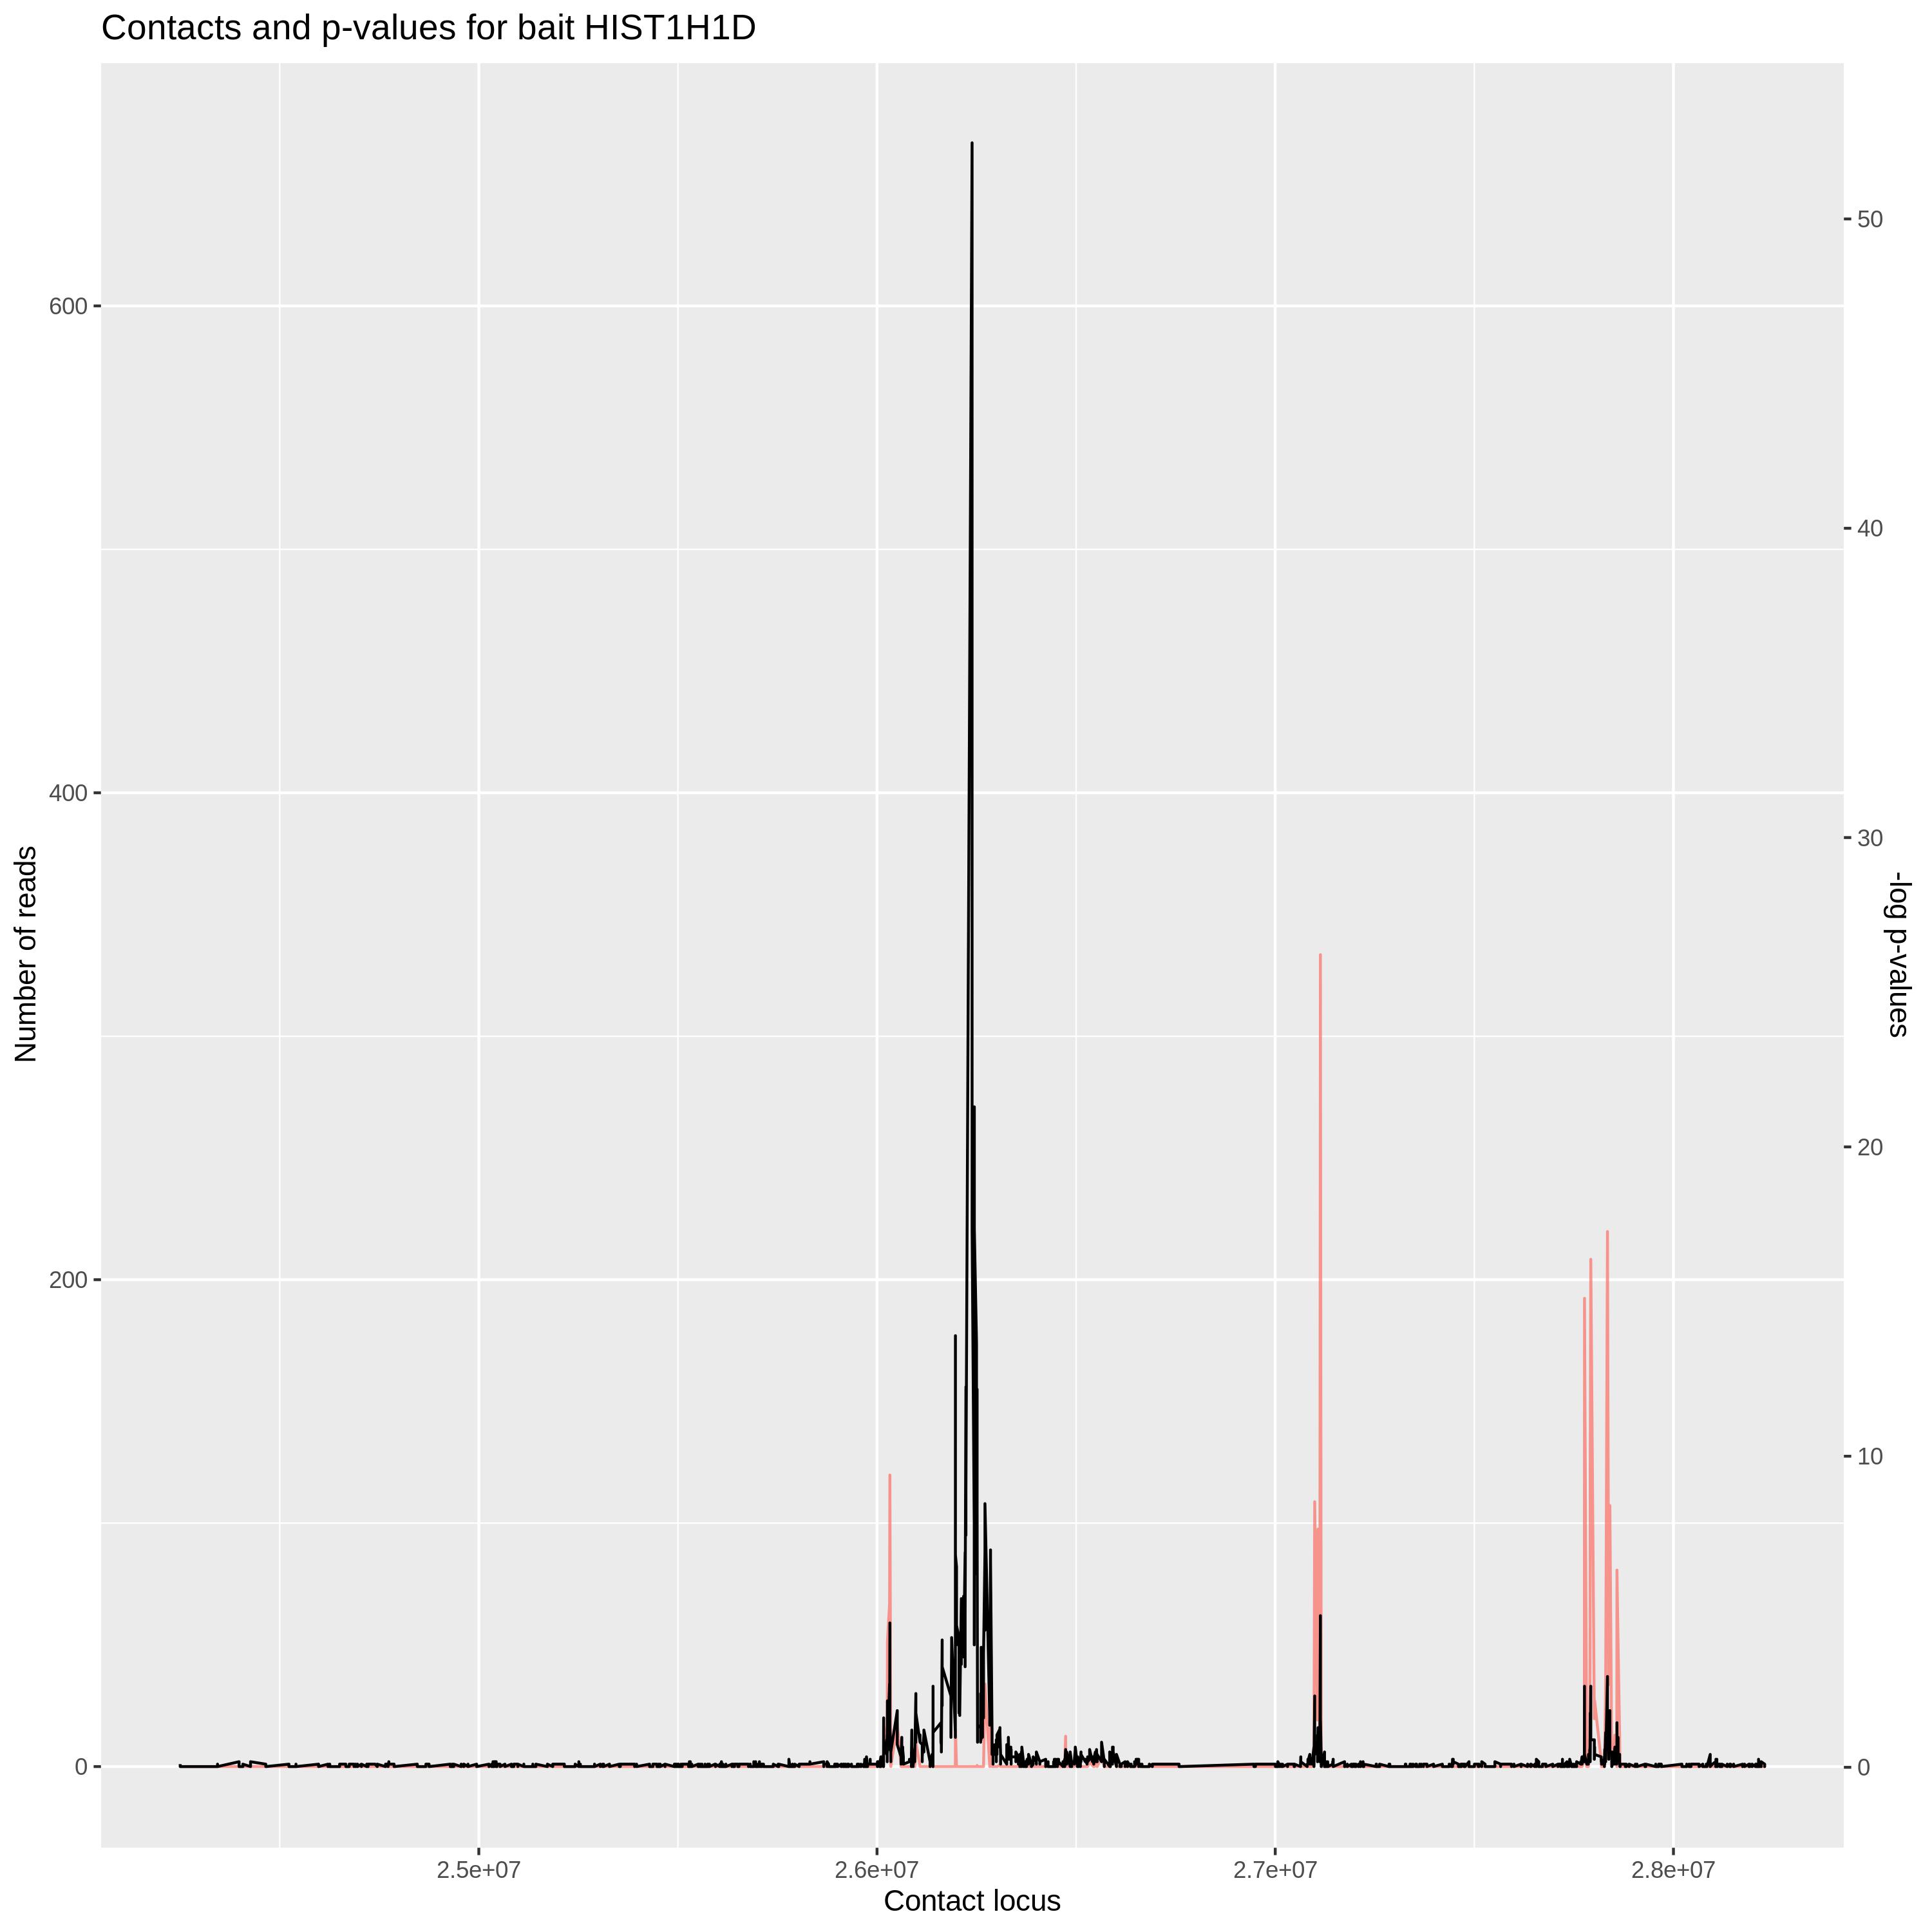 Contacts and p-values for bait HIST1H1D
600
400
200
0
Number of reads
50
40
30
20
10
0
-log p-values
2.5e+07 2.6e+07 2.7e+07 2.8e+07
Contact locus